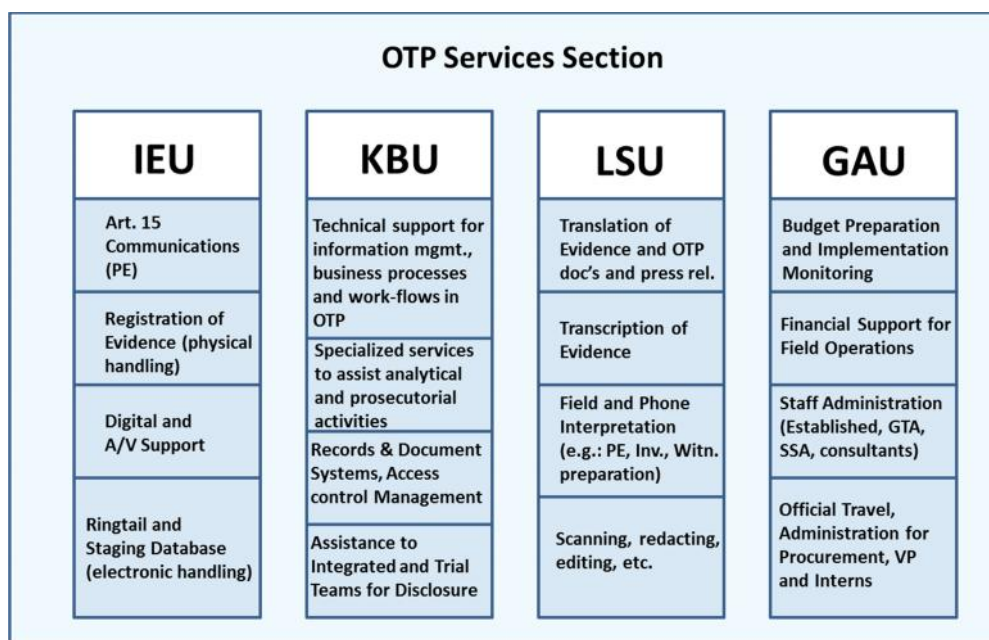 OTP Services Section
IEU
Art. 15
Communications
(PE)
Registration of
Evidence (physical
handling)
Digital and
A/V Support
Ringtail and
Staging Database
(electronic handling)
KBU
Technical support for
information mgmt.,
business processes
and work-flows in
OTP
Specialized services
to assist analytical
and prosecutorial
activities
Records & Document
Systems, Access
control Management
Assistance to
Integrated and Trial
Teams for Disclosure
LSU
Translation of
Evidence and OTP
doc's and press rel.
Transcription of
Evidence
Field and Phone
Interpretation
(e.g.: PE, Inv., Witn.
preparation)
Scanning, redacting,
editing, etc.
GAU
Budget Preparation
and Implementation
Monitoring
Financial Support for
Field Operations
Staff Administration
(Established, GTA,
SSA, consultants)
Official Travel,
Administration for
Procurement, VP
and Interns